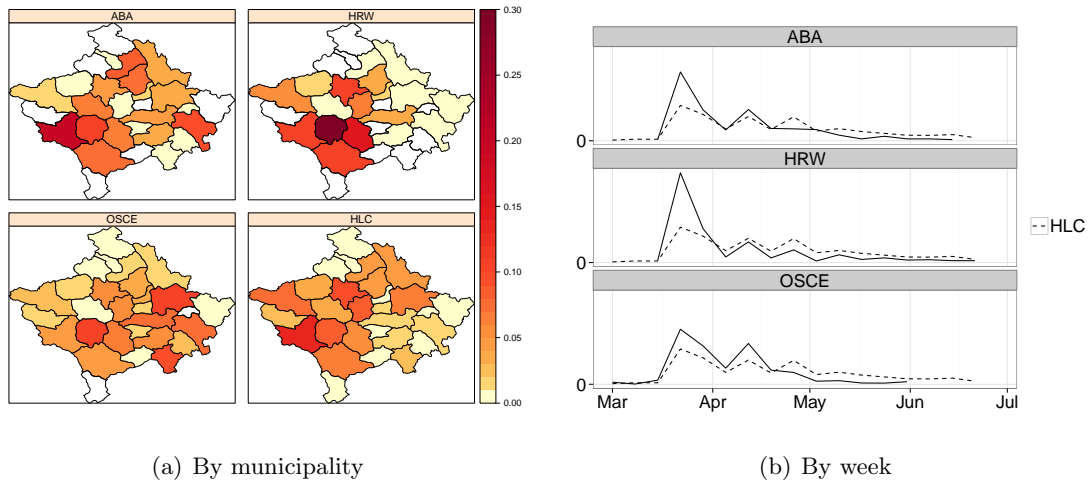 ABA
HRW
OSCE
HLC
0.30
0.25
0.20
0.15
0.10
0.05
0.00
(a) By municipality
ABA
0
HRW
0
OSCE
0
Mar Apr May Jun Jul
HLC
(b) By week